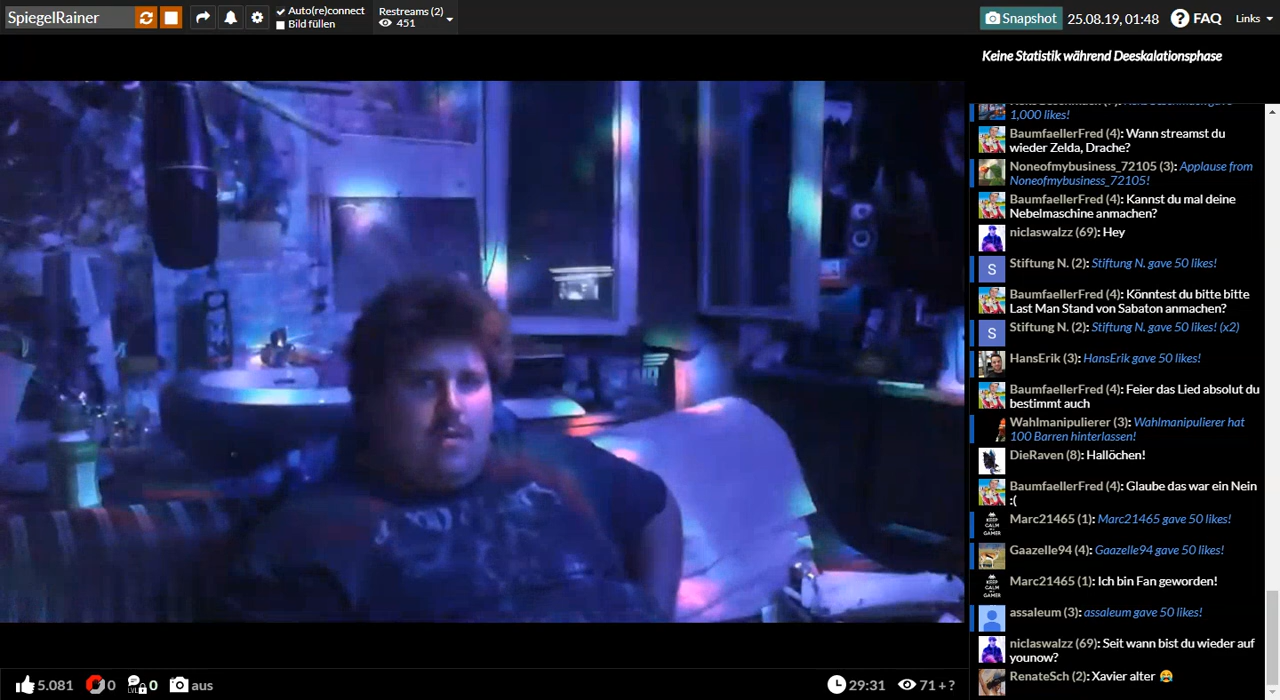 SpiegelRainer
Auto(re)connect
Bild füllen
Restreams (2)
451
Snapshot
25.08.19, 01:48
? FAQ
Links
Keine Statistik während Deeskalationsphase
1,000 likes!
BaumfaellerFred (4): Wann streamst du
wieder Zelda, Drache?
Noneofmybusiness_72105 (3): Applause from
Noneofmybusiness_72105!
BaumfaellerFred (4): Kannst du mal deine
Nebelmaschine anmachen?
niclaswalzz (69): Hey
S
Stiftung N. (2): Stiftung N. gave 50 likes!
BaumfaellerFred (4): Könntest du bitte bitte
Last Man Stand von Sabaton anmachen?
S
Stiftung N. (2): Stiftung N. gave 50 likes! (x2)
HansErik (3): HansErik gave 50 likes!
BaumfaellerFred (4): Feier das Lied absolut du
bestimmt auch
Wahlmanipulierer (3): Wahlmanipulierer hat
100 Barren hinterlassen!
DieRaven (8): Hallöchen!
BaumfaellerFred (4): Glaube das war ein Nein
:(
Marc21465 (1): Marc21465 gave 50 likes!
Gaazelle94 (4): Gaazelle94 gave 50 likes!
Marc21465 (1): Ich bin Fan geworden!
assaleum (3): assaleum gave 50 likes!
niclaswalzz (69): Seit wann bist du wieder auf
younow?
RenateSch (2): Xavier alter 😂
5.081
0
LVL
0
aus
29:31
71 + ?